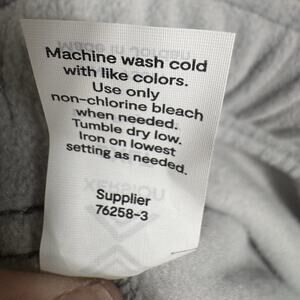 Machine wash cold
with like colors.
Use only
non-chlorine bleach
when needed.
Tumble dry low.
Iron on lowest
setting as needed.
Supplier
76258-3